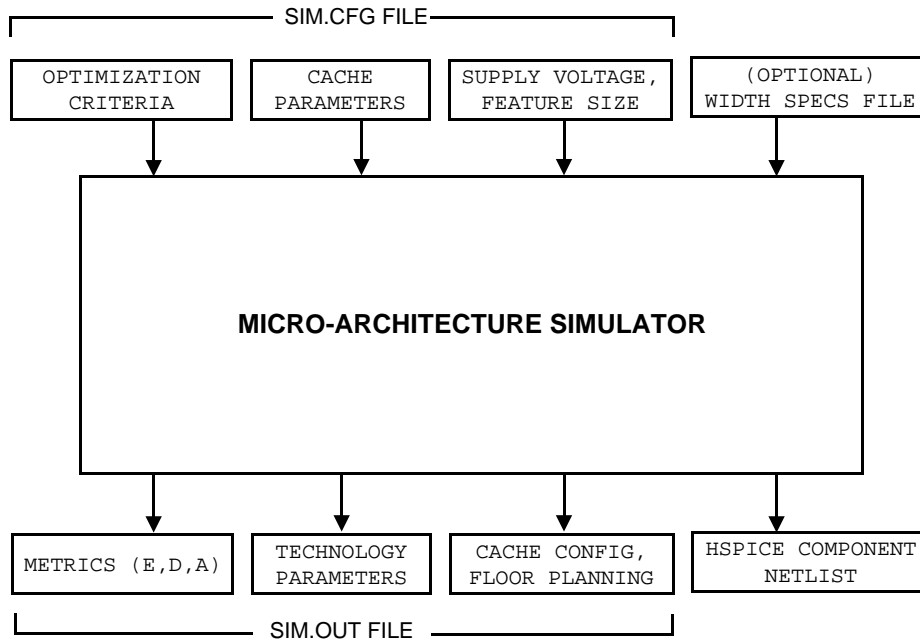 SIM.CFG FILE
OPTIMIZATION
CRITERIA
CACHE
PARAMETERS
SUPPLY VOLTAGE,
FEATURE SIZE
(OPTIONAL)
WIDTH SPECS FILE
MICRO-ARCHITECTURE SIMULATOR
METRICS (E,D,A)
TECHNOLOGY
PARAMETERS
CACHE CONFIG,
FLOOR PLANNING
HSPICE COMPONENT
NETLIST
SIM.OUT FILE